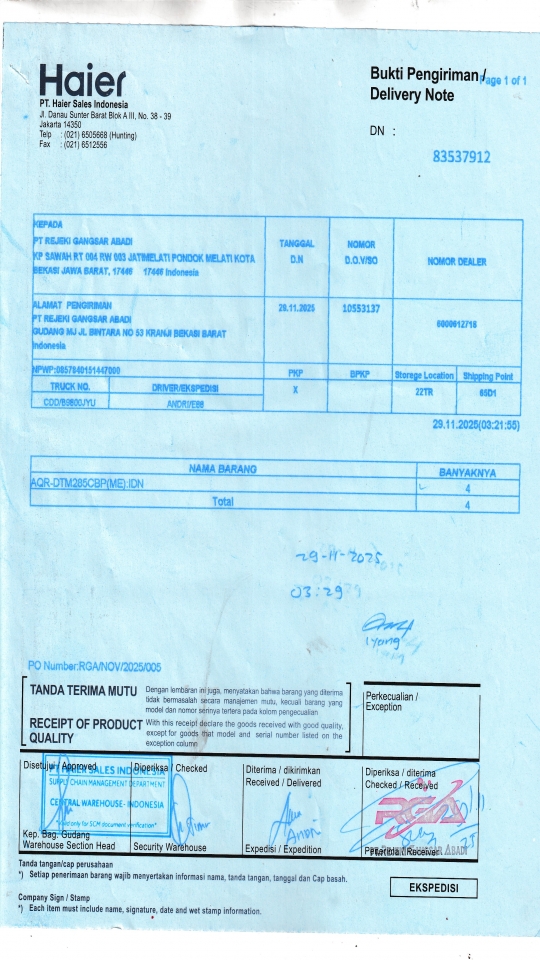 Haier
PT. Haier Sales Indonesia
Jl. Danau Sunter Barat Blok A III, No. 38 - 39
Jakarta 14350
Telp : (021) 6505668 (Hunting)
Fax : (021) 6512556
Bukti Pengiriman / Page 1 of 1
Delivery Note
DN :
83537912
KEPADA
PT REJEKI GANGSAR ABADI
KP SAWAH RT 004 RW 003 JATIMELATI PONDOK MELATI KOTA
BEKASI JAWA BARAT, 17446 17446 Indonesia
TANGGAL
D.N
NOMOR
D.O.V/SO
NOMOR DEALER
ALAMAT PENGIRIMAN
PT REJEKI GANGSAR ABADI
GUDANG MJ JL BINTARA NO 53 KRANJI BEKASI BARAT
Indonesia
29.11.2025
10553137
6000612718
NPWP:0857840151447000
PKP
BPKP
Storage Location
Shipping Point
TRUCK NO.
DRIVER/EKSPEDISI
X
22TR
65D1
CDD/B9600JYU
ANDRI/E88
29.11.2025(03:21:55)
NAMA BARANG
BANYAKNYA
AQR-DTM285CBP(ME):IDN
4
Total
4
29-11-2025
03:29
Iyong
PO Number:RGA/NOV/2025/005
TANDA TERIMA MUTU
Dengan lembaran ini juga, menyatakan bahwa barang yang diterima
tidak bermasalah secara manajemen mutu, kecuali barang yang
model dan nomor serinya tertera pada kolom pengecualian
RECEIPT OF PRODUCT
QUALITY
With this receipt declare the goods received with good quality,
except for goods that model and serial number listed on the
exception column
Perkecualian /
Exception
Disetujui / Approved
Diperiksa / Checked
Diterima / dikirimkan
Received / Delivered
Diperiksa / diterima
Checked / Received
PT HAIER SALES INDONESIA
SUPPLY CHAIN MANAGEMENT DEPARTMENT
CENTRAL WAREHOUSE- INDONESIA
*Valid only for SCM document verification*
RGA
Andri
Kep. Bag. Gudang
Warehouse Section Head
Security Warehouse
Expedisi / Expedition
Penerima / Receiver
Tanda tangan/cap perusahaan
*) Setiap penerimaan barang wajib menyertakan informasi nama, tanda tangan, tanggal dan Cap basah.
EKSPEDISI
Company Sign / Stamp
*) Each item must include name, signature, date and wet stamp information.